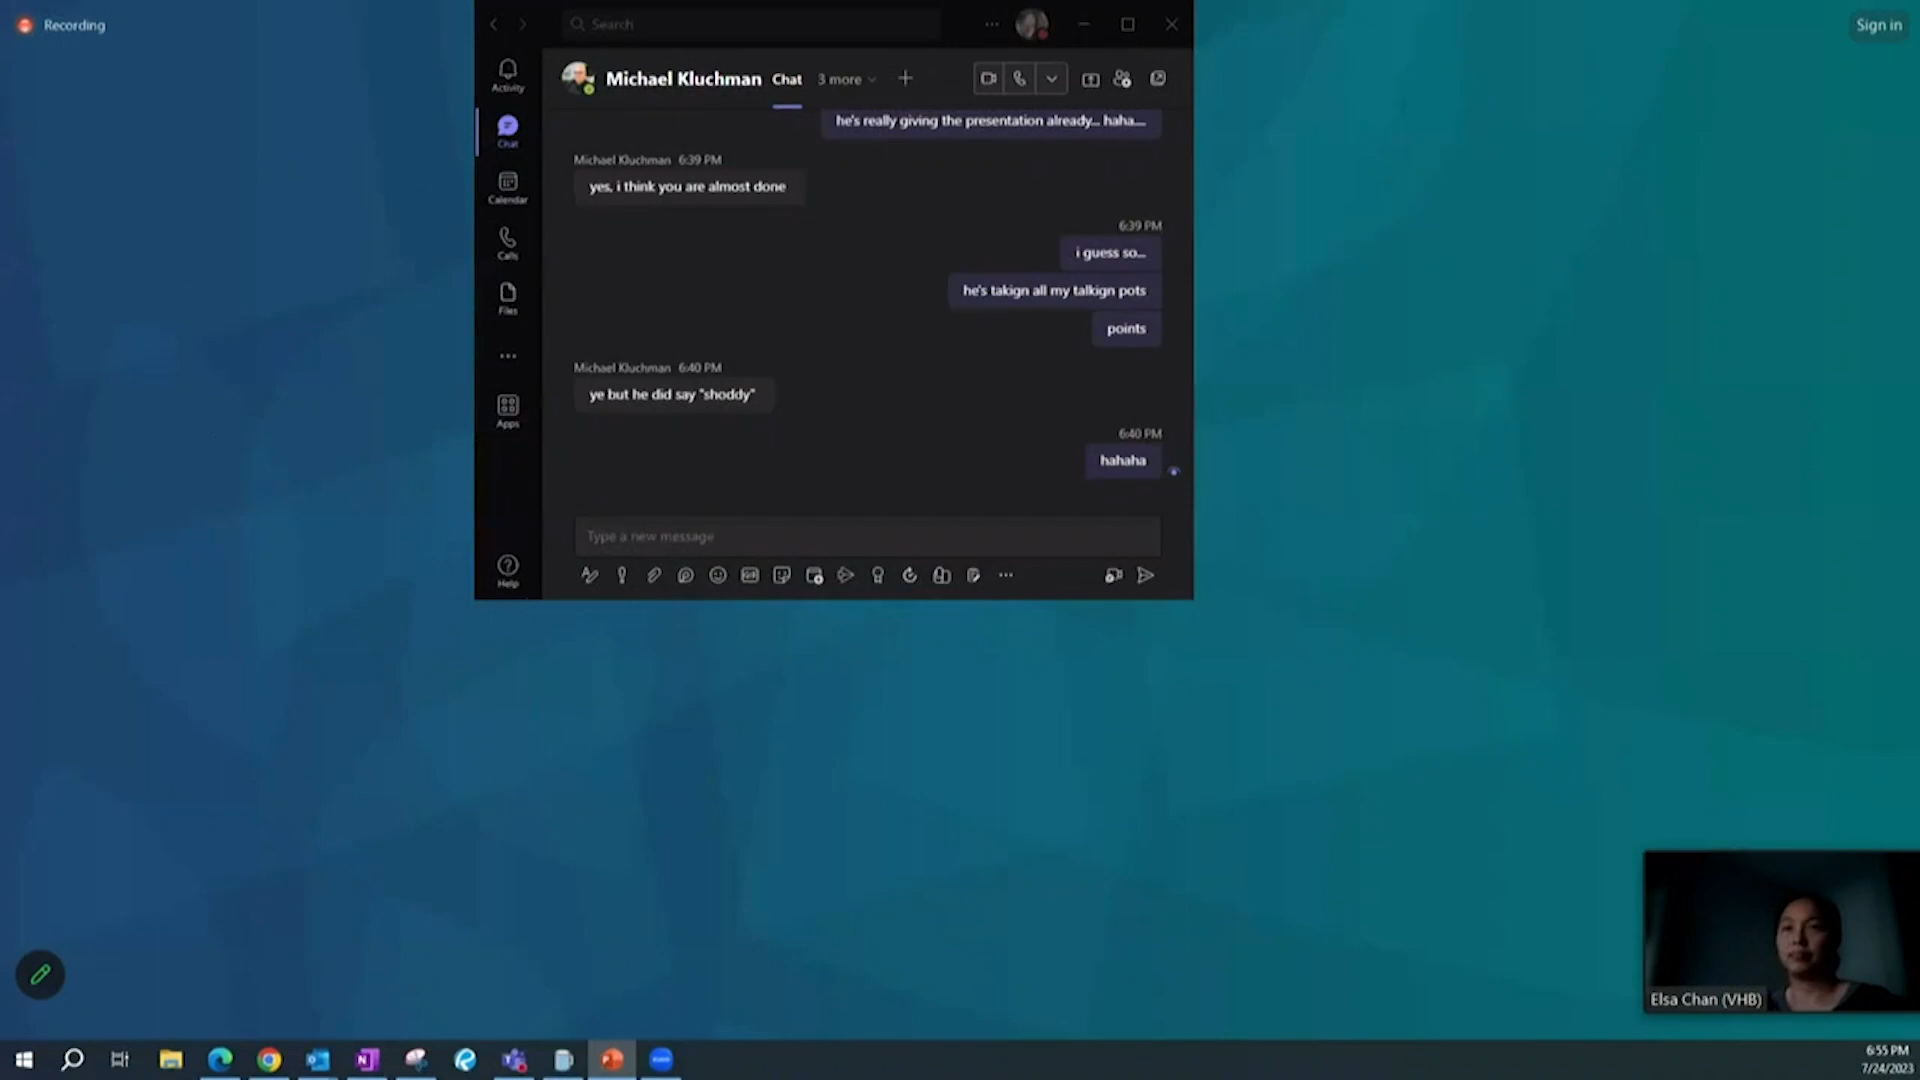 Recording
Sign in
Search
Activity
Chat
Calendar
Calls
Files
Apps
Help
Michael Kluchman Chat 3 more
he's really giving the presentation already... haha....
Michael Kluchman 6:39 PM
yes, i think you are almost done
6:39 PM
i guess so...
he's takign all my talkign pots
points
Michael Kluchman 6:40 PM
ye but he did say "shoddy"
6:40 PM
hahaha
Type a new message
Elsa Chan (VHB)
6:55 PM
7/24/2023